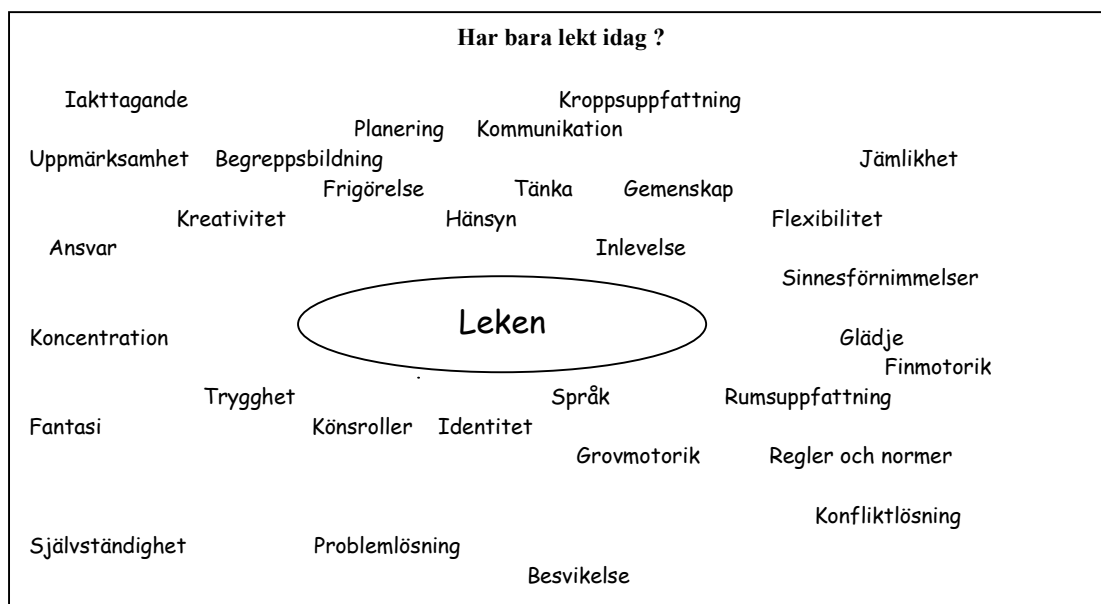 Har bara lekt idag ?
Iakttagande Kroppsuppfattning
Planering Kommunikation
Uppmärksamhet Begreppsbildning Jämlikhet
Frigörelse Tänka Gemenskap
Kreativitet Hänsyn Flexibilitet
Ansvar Inlevelse
Sinnesförnimmelser
Leken
Koncentration Glädje
Finmotorik
Trygghet Språk Rumsuppfattning
Fantasi Könsroller Identitet
Grovmotorik Regler och normer
Konfliktlösning
Självständighet Problemlösning
Besvikelse